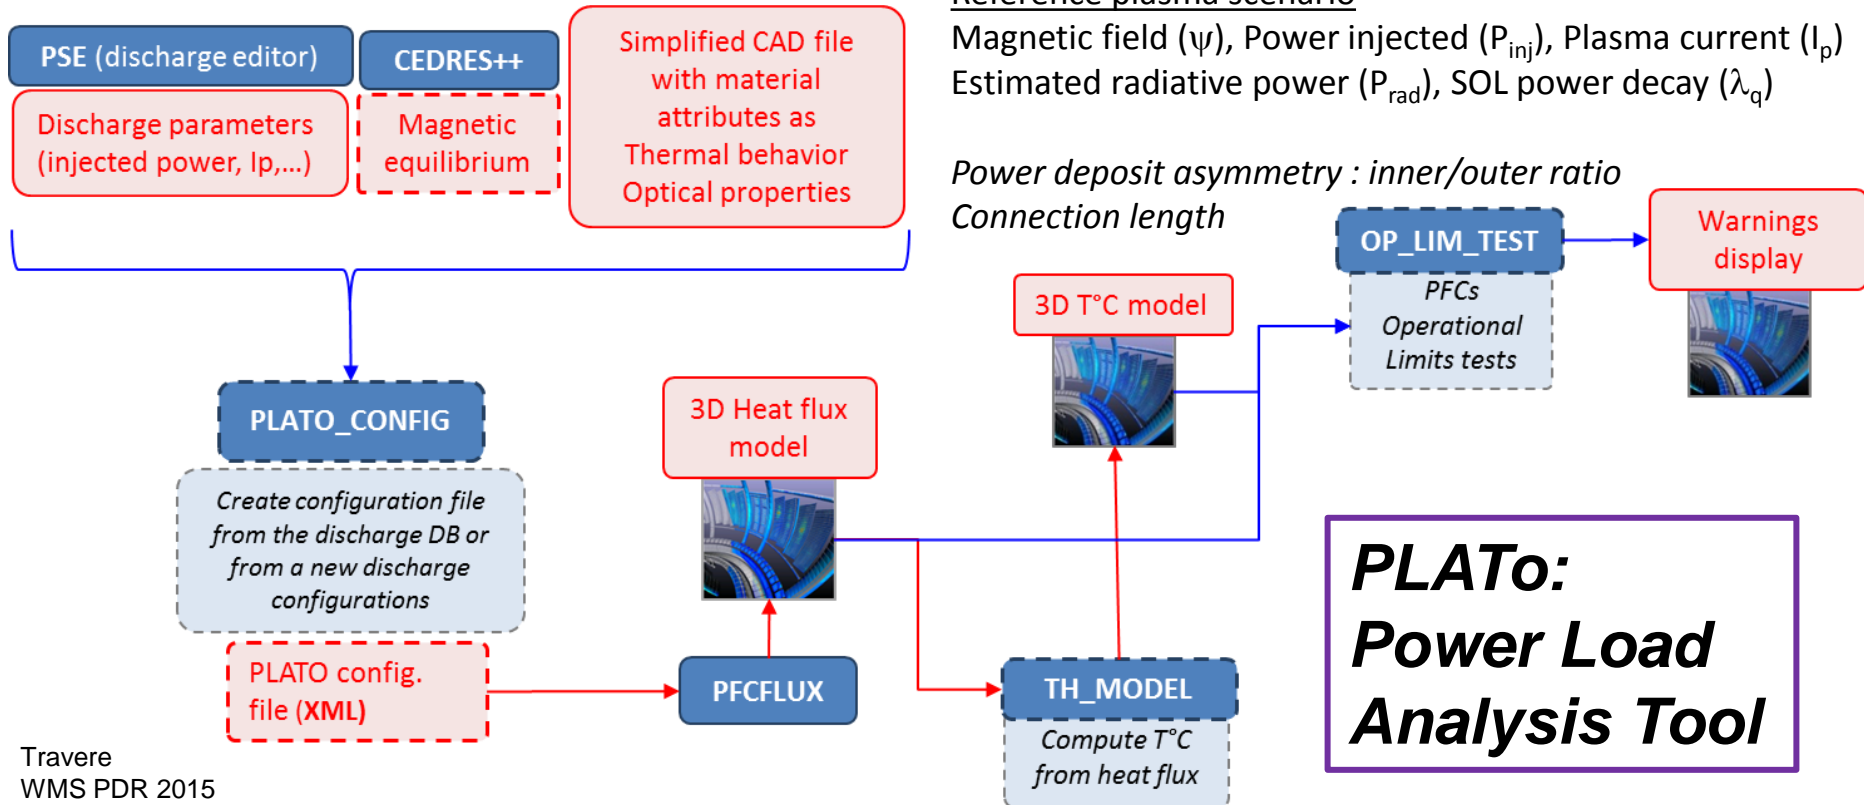 PSE (discharge editor)
Discharge parameters
(injected power, Ip,...)
CEDRES++
Magnetic
equilibrium
Simplified CAD file
with material
attributes as
Thermal behavior
Optical properties
Reference plasma scenario
Magnetic field (ψ), Power injected (Pinj), Plasma current (Ip)
Estimated radiative power (Prad), SOL power decay (λq)
Power deposit asymmetry : inner/outer ratio
Connection length
PLATO_CONFIG
Create configuration file
from the discharge DB or
from a new discharge
configurations
PLATO config.
file (XML)
3D Heat flux
model
PFCFLUX
3D T°C model
TH_MODEL
Compute T°C
from heat flux
OP_LIM_TEST
PFCs
Operational
Limits tests
Warnings
display
PLATo:
Power Load
Analysis Tool
Travere
WMS PDR 2015